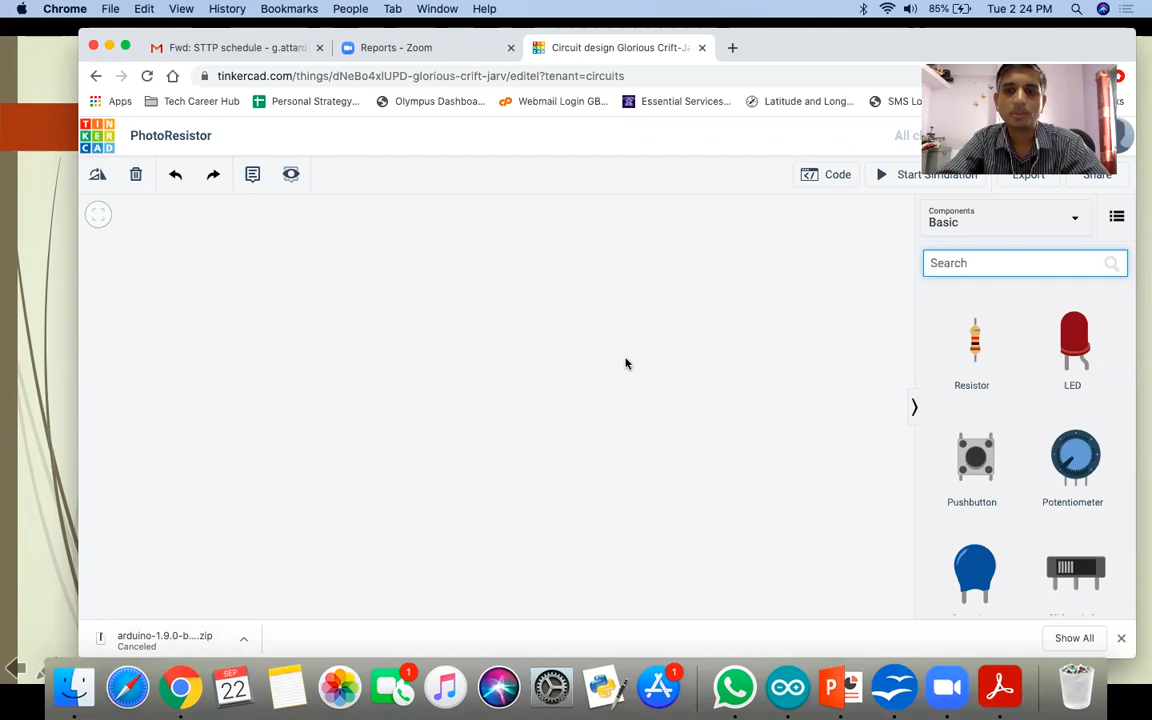 Chrome File Edit View History Bookmarks People Tab Window Help 85% Tue 2 24 PM
Fwd: STTP schedule - g.attard Reports - Zoom Circuit design Glorious Crift-Ja
tinkercad.com/things/dNeBo4xlUPD-glorious-crift-jarv/editel?tenant=circuits
Apps Tech Career Hub Personal Strategy... Olympus Dashboa... Webmail Login GB... Essential Services... Latitude and Long... SMS Lo
TIN
KER
CAD
PhotoResistor
All
Code Start Simulation Export Share
Components
Basic
Search
Resistor LED
Pushbutton Potentiometer
arduino-1.9.0-b....zip
Canceled
Show All
SEP
22
1
1